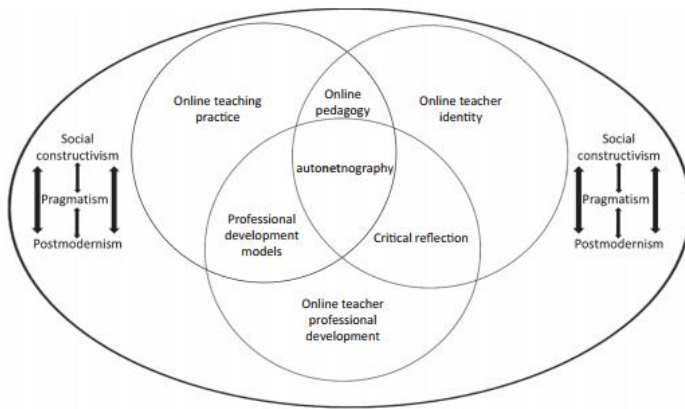 Online teaching
practice
Online
pedagogy
Online teacher
identity
Social
constructivism
Pragmatism
Postmodernism
autonetnography
Social
constructivism
Pragmatism
Postmodernism
Professional
development
models
Critical reflection
Online teacher
professional
development